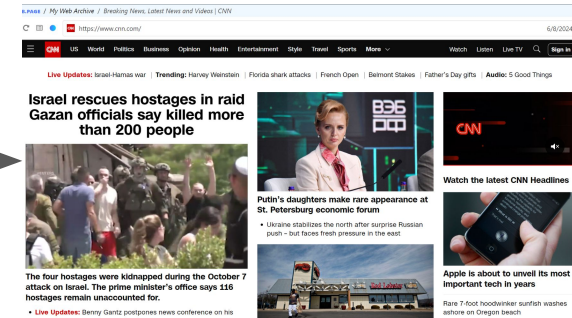 R.PAGE / My Web Archive / Breaking News, Latest News and Videos | CNN
https://www.cnn.com/ 6/8/2024
CNN US World Politics Business Opinion Health Entertainment Style Travel Sports More Watch Listen Live TV Sign in
Live Updates: Israel-Hamas war | Trending: Harvey Weinstein | Florida shark attacks | French Open | Belmont Stakes | Father's Day gifts | Audio: 5 Good Things
Israel rescues hostages in raid
Gazan officials say killed more
than 200 people
The four hostages were kidnapped during the October 7
attack on Israel. The prime minister's office says 116
hostages remain unaccounted for.
• Live Updates: Benny Gantz postpones news conference on his
ВЭБ
РФ
Putin's daughters make rare appearance at
St. Petersburg economic forum
• Ukraine stabilizes the north after surprise Russian
push – but faces fresh pressure in the east
Red Lobster
CNN
Watch the latest CNN Headlines
Apple is about to unveil its most
important tech in years
Rare 7-foot hoodwinker sunfish washes
ashore on Oregon beach